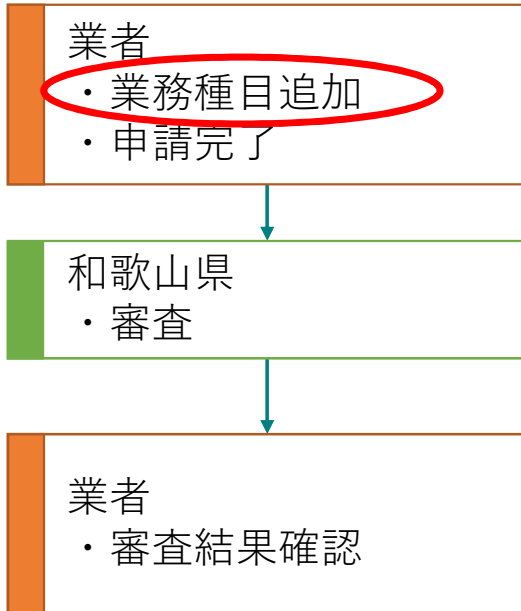 業者
・業務種目追加
・申請完了
和歌山県
・審査
業者
・審査結果確認